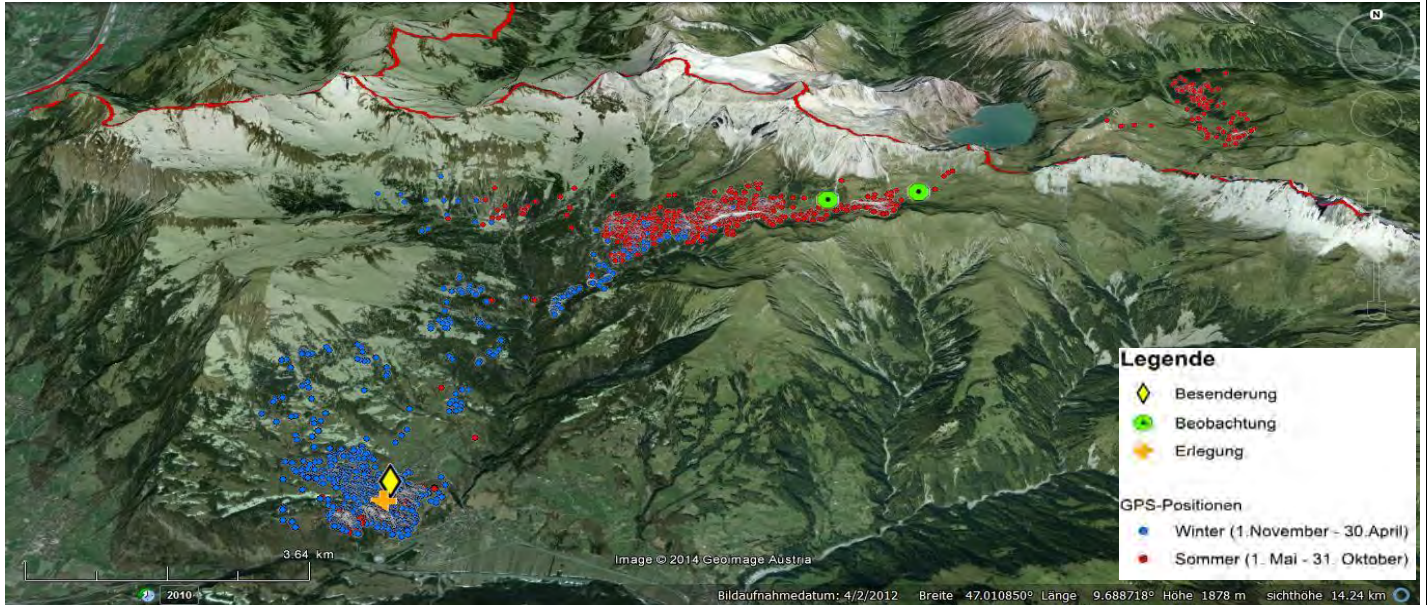 N
Legende
Besenderung
Beobachtung
Erlegung
GPS-Positionen
Winter (1.November - 30.April)
Sommer (1. Mai - 31. Oktober)
3.64 km
Image © 2014 Geoimage Austria
2010
Bildaufnahmedatum: 4/2/2012 Breite 47.010850° Länge 9.688718° Höhe 1878 m sichthöhe 14.24 km